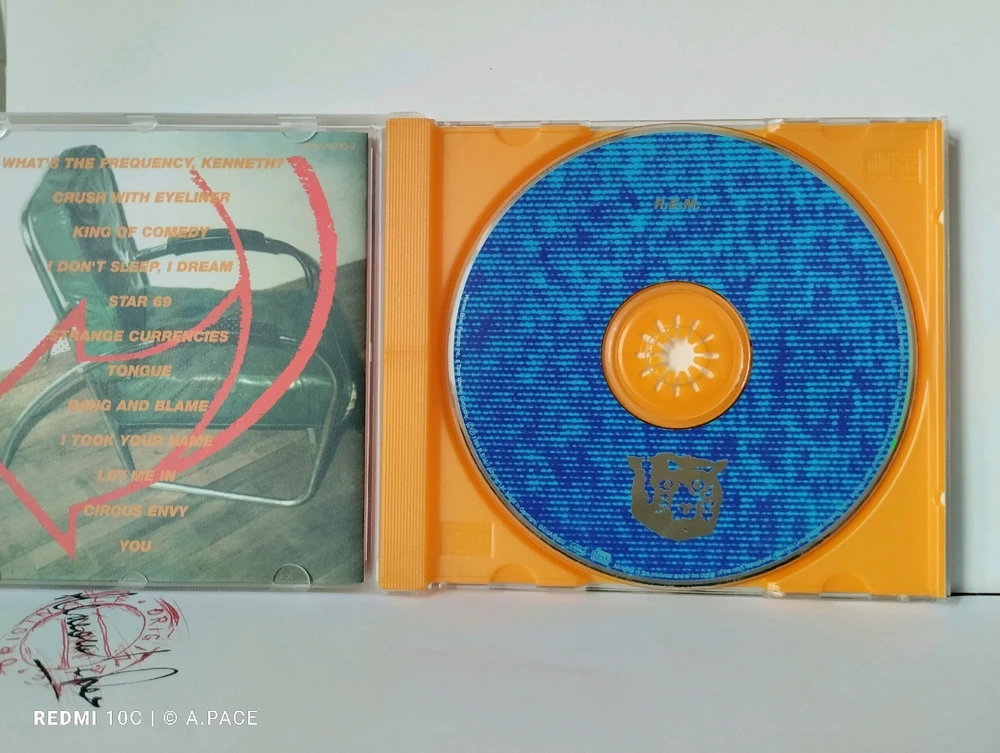 WHAT'S THE FREQUENCY, KENNETH?
CRUSH WITH EYELINER
KING OF COMEDY
I DON'T SLEEP, I DREAM
STAR 69
STRANGE CURRENCIES
TONGUE
BANG AND BLAME
I TOOK YOUR NAME
LET ME IN
CIRCUS ENVY
YOU
R.E.M.
REDMI 10C | © A.PACE